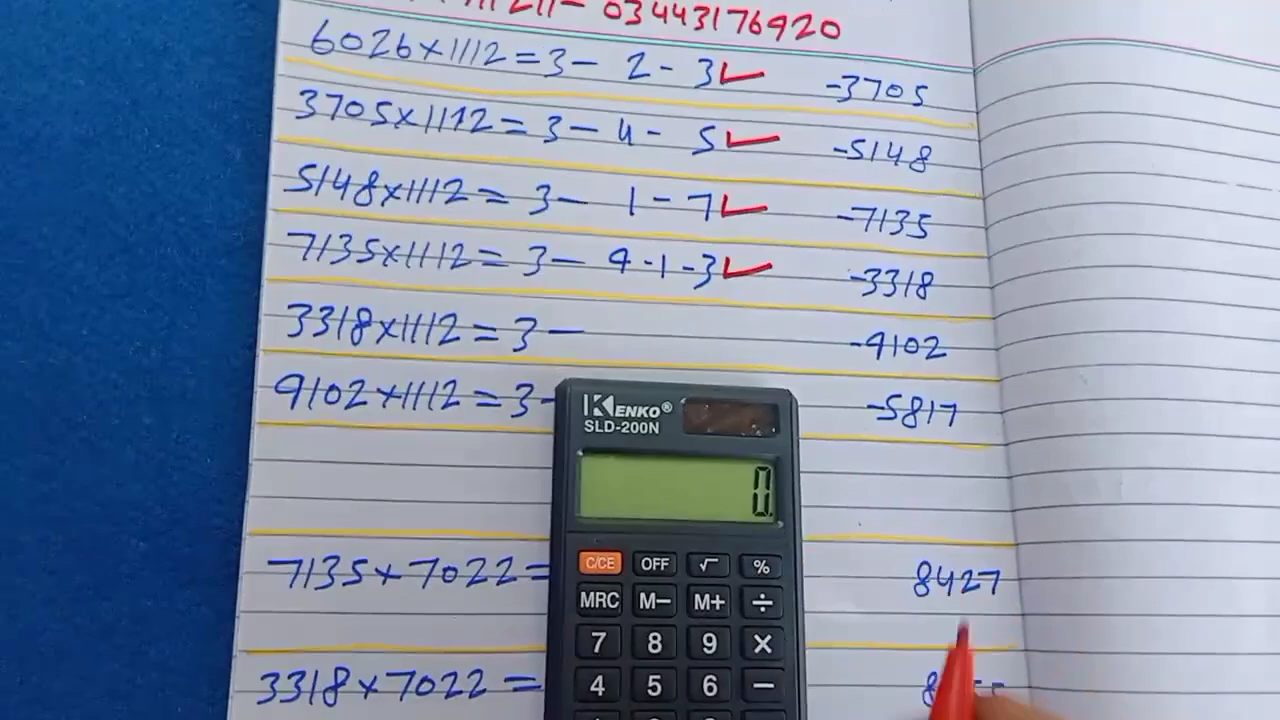 03443176920
6026×1112=3- 2-3✓ -3705
3705×1112=3-4-5✓ -5148
5148×1112=3- 1-7✓ -7135
7135×1112=3-9-1-3✓ -3318
3318×1112=3- -9102
9102×1112=3- -5817
KENKO®
SLD-200N
0.
7135×7022= 8427
3318×7022=
C/CE OFF √ %
MRC M− M+ ÷
7 8 9 ×
4 5 6 −